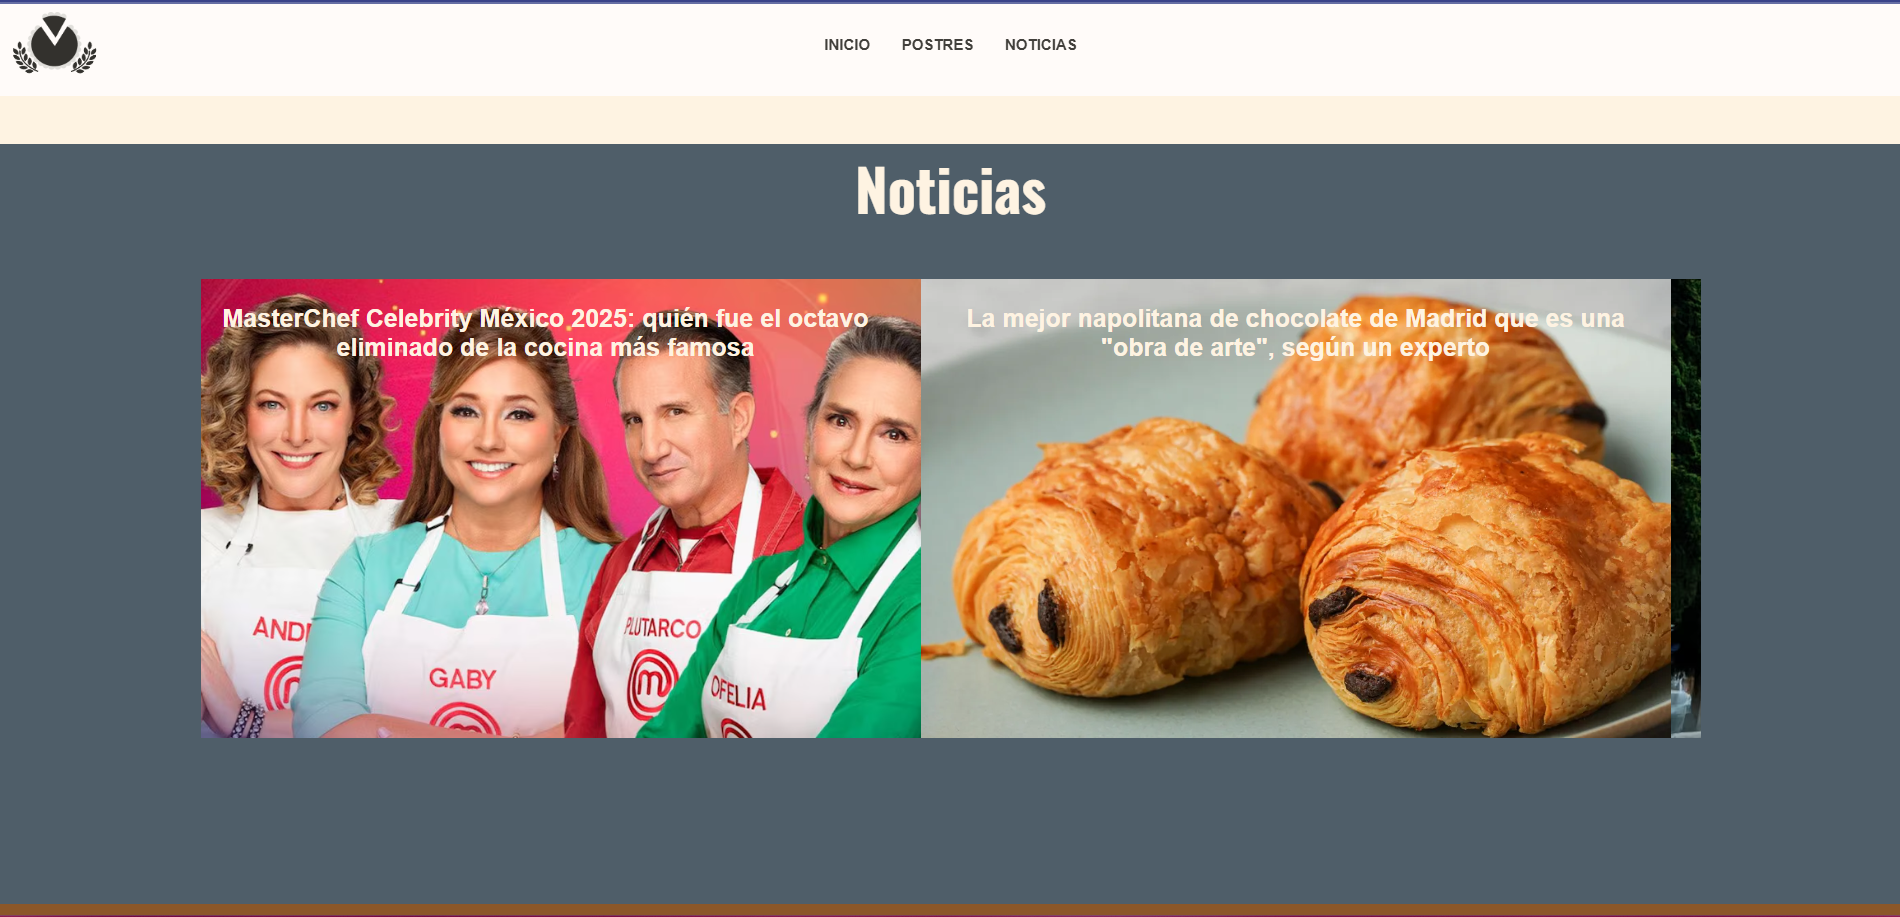 INICIO POSTRES NOTICIAS
Noticias
MasterChef Celebrity México 2025: quién fue el octavo
eliminado de la cocina más famosa
La mejor napolitana de chocolate de Madrid que es una
"obra de arte", según un experto
GABY
PLUTARCO
OFELIA